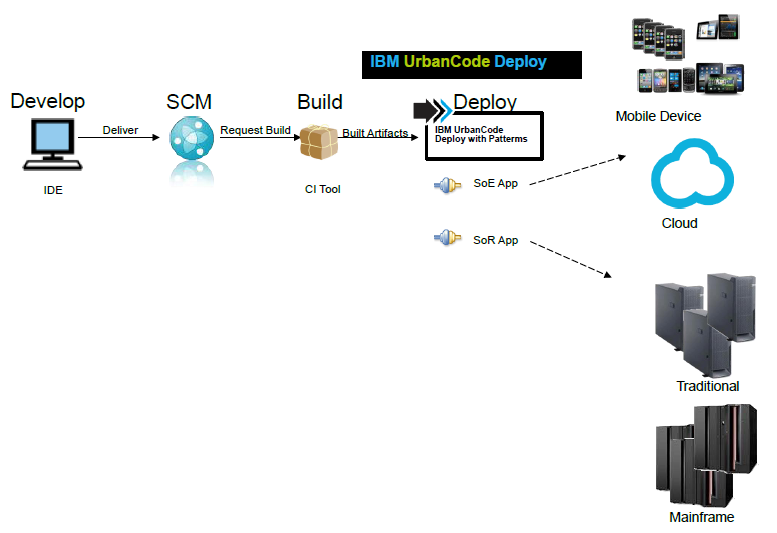 IBM UrbanCode Deploy
Develop
SCM
Build
Deploy
Deliver
Request Build
Built Artifacts
IBM UrbanCode
Deploy with Patterms
IDE
CI Tool
SoE App
SoR App
Mobile Device
Cloud
Traditional
Mainframe